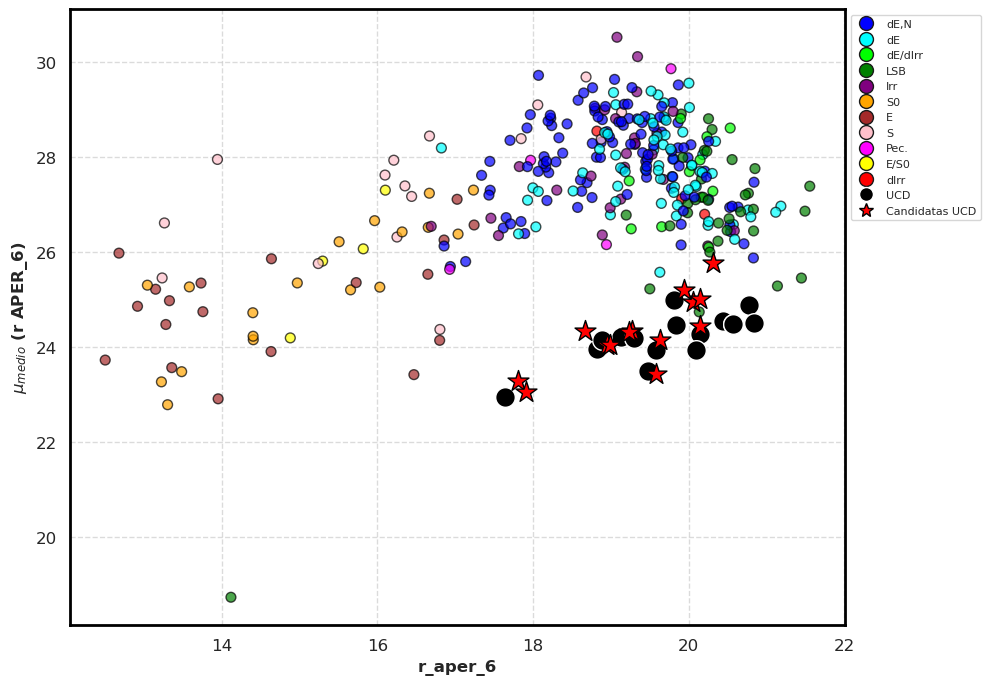 30
28
26
24
22
20
μ_medio (r APER_6)
14
16
18
20
22
r_aper_6
dE,N
dE
dE/dIrr
LSB
Irr
S0
E
S
Pec.
E/S0
dIrr
UCD
Candidatas UCD